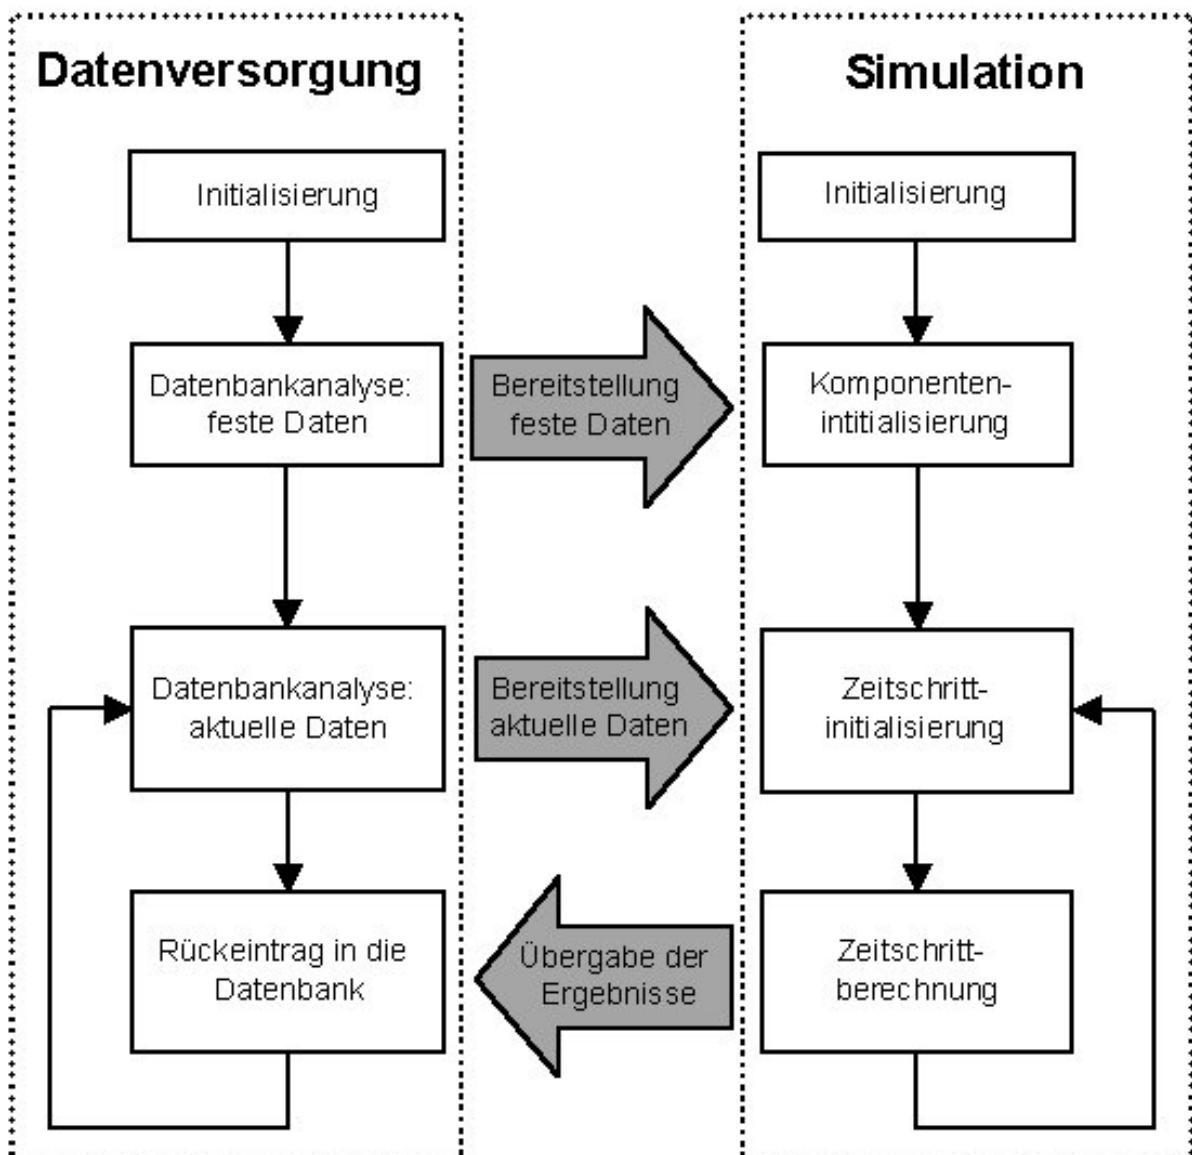 Datenversorgung
Initialisierung
Datenbankanalyse:
feste Daten
Datenbankanalyse:
aktuelle Daten
Rückeintrag in die
Datenbank
Bereitstellung
feste Daten
Bereitstellung
aktuelle Daten
Übergabe der
Ergebnisse
Simulation
Initialisierung
Komponenten-
intitialisierung
Zeitschritt-
initialisierung
Zeitschritt-
berechnung